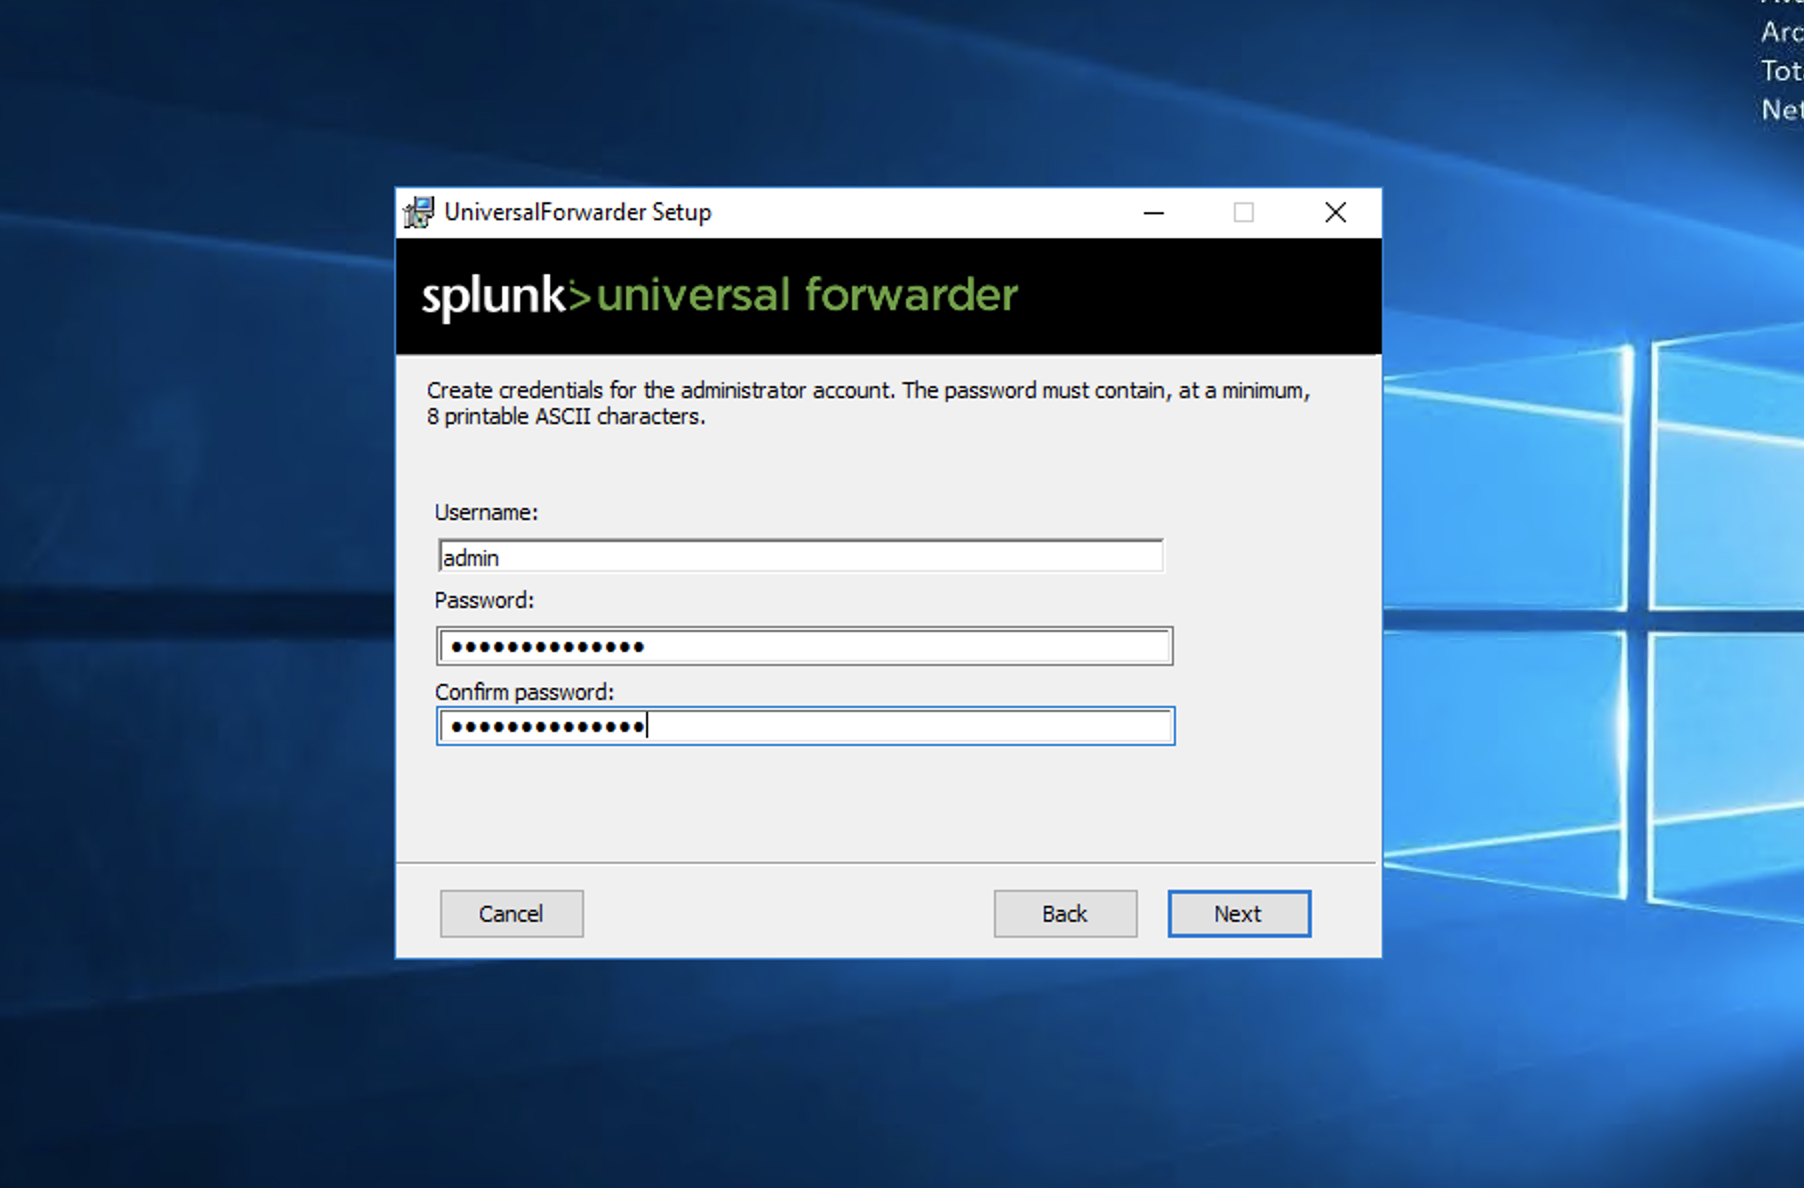 Arc
Tot
Net
UniversalForwarder Setup
splunk>universal forwarder
Create credentials for the administrator account. The password must contain, at a minimum,
8 printable ASCII characters.
Username:
admin
Password:
●●●●●●●●●●●●●●
Confirm password:
●●●●●●●●●●●●●●
Cancel
Back
Next